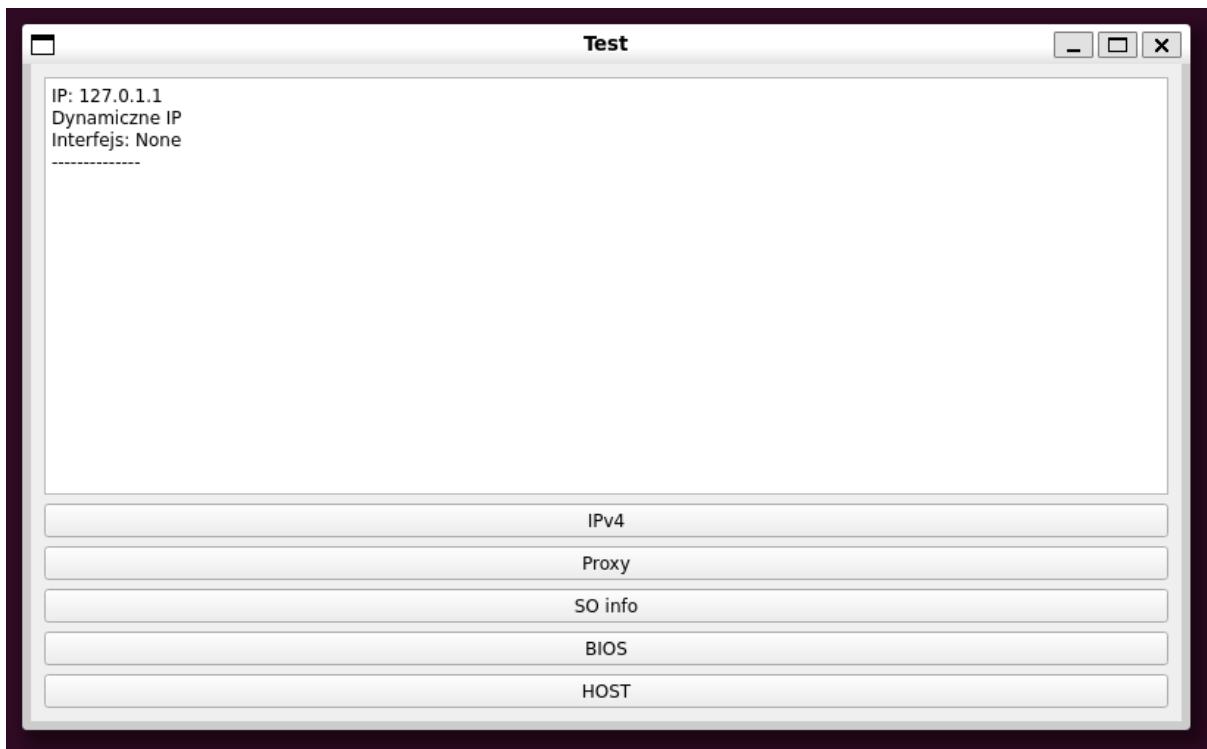 Test
IP: 127.0.1.1
Dynamiczne IP
Interfejs: None
--------------
IPv4
Proxy
SO info
BIOS
HOST